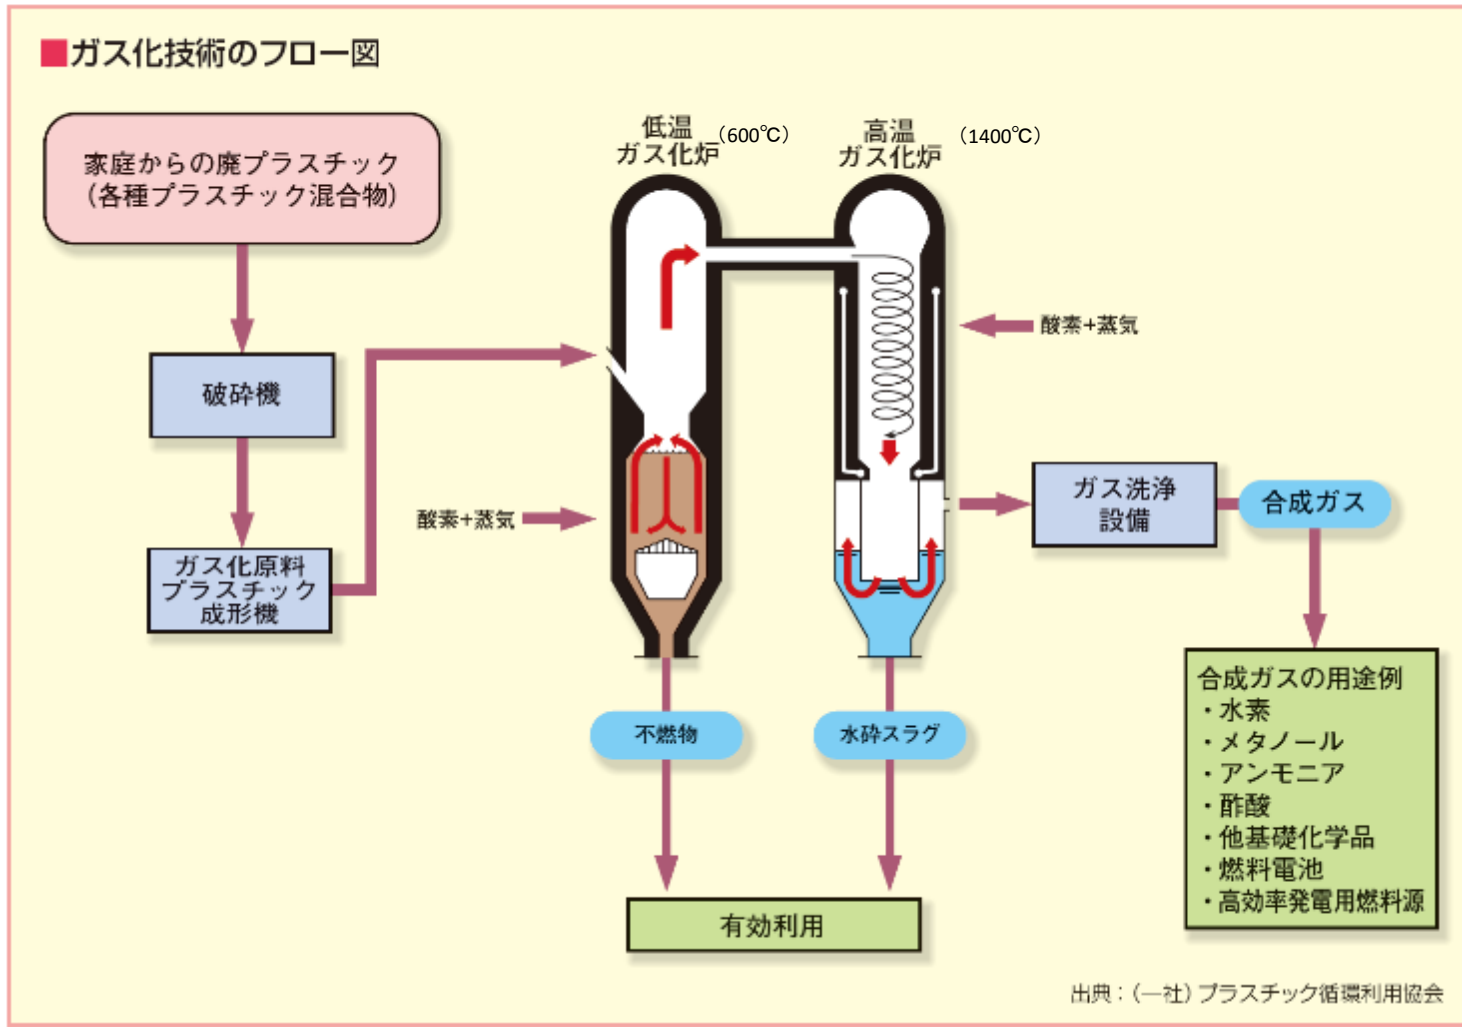 ■ガス化技術のフロー図
家庭からの廃プラスチック
(各種プラスチック混合物)
破砕機
ガス化原料
プラスチック
成形機
低温
ガス化炉
(600℃)
高温
ガス化炉
(1400℃)
酸素+蒸気
酸素+蒸気
不燃物
水砕スラグ
有効利用
ガス洗浄
設備
合成ガス
合成ガスの用途例
・水素
・メタノール
・アンモニア
・酢酸
・他基礎化学品
・燃料電池
・高効率発電用燃料源
出典：(一社) プラスチック循環利用協会